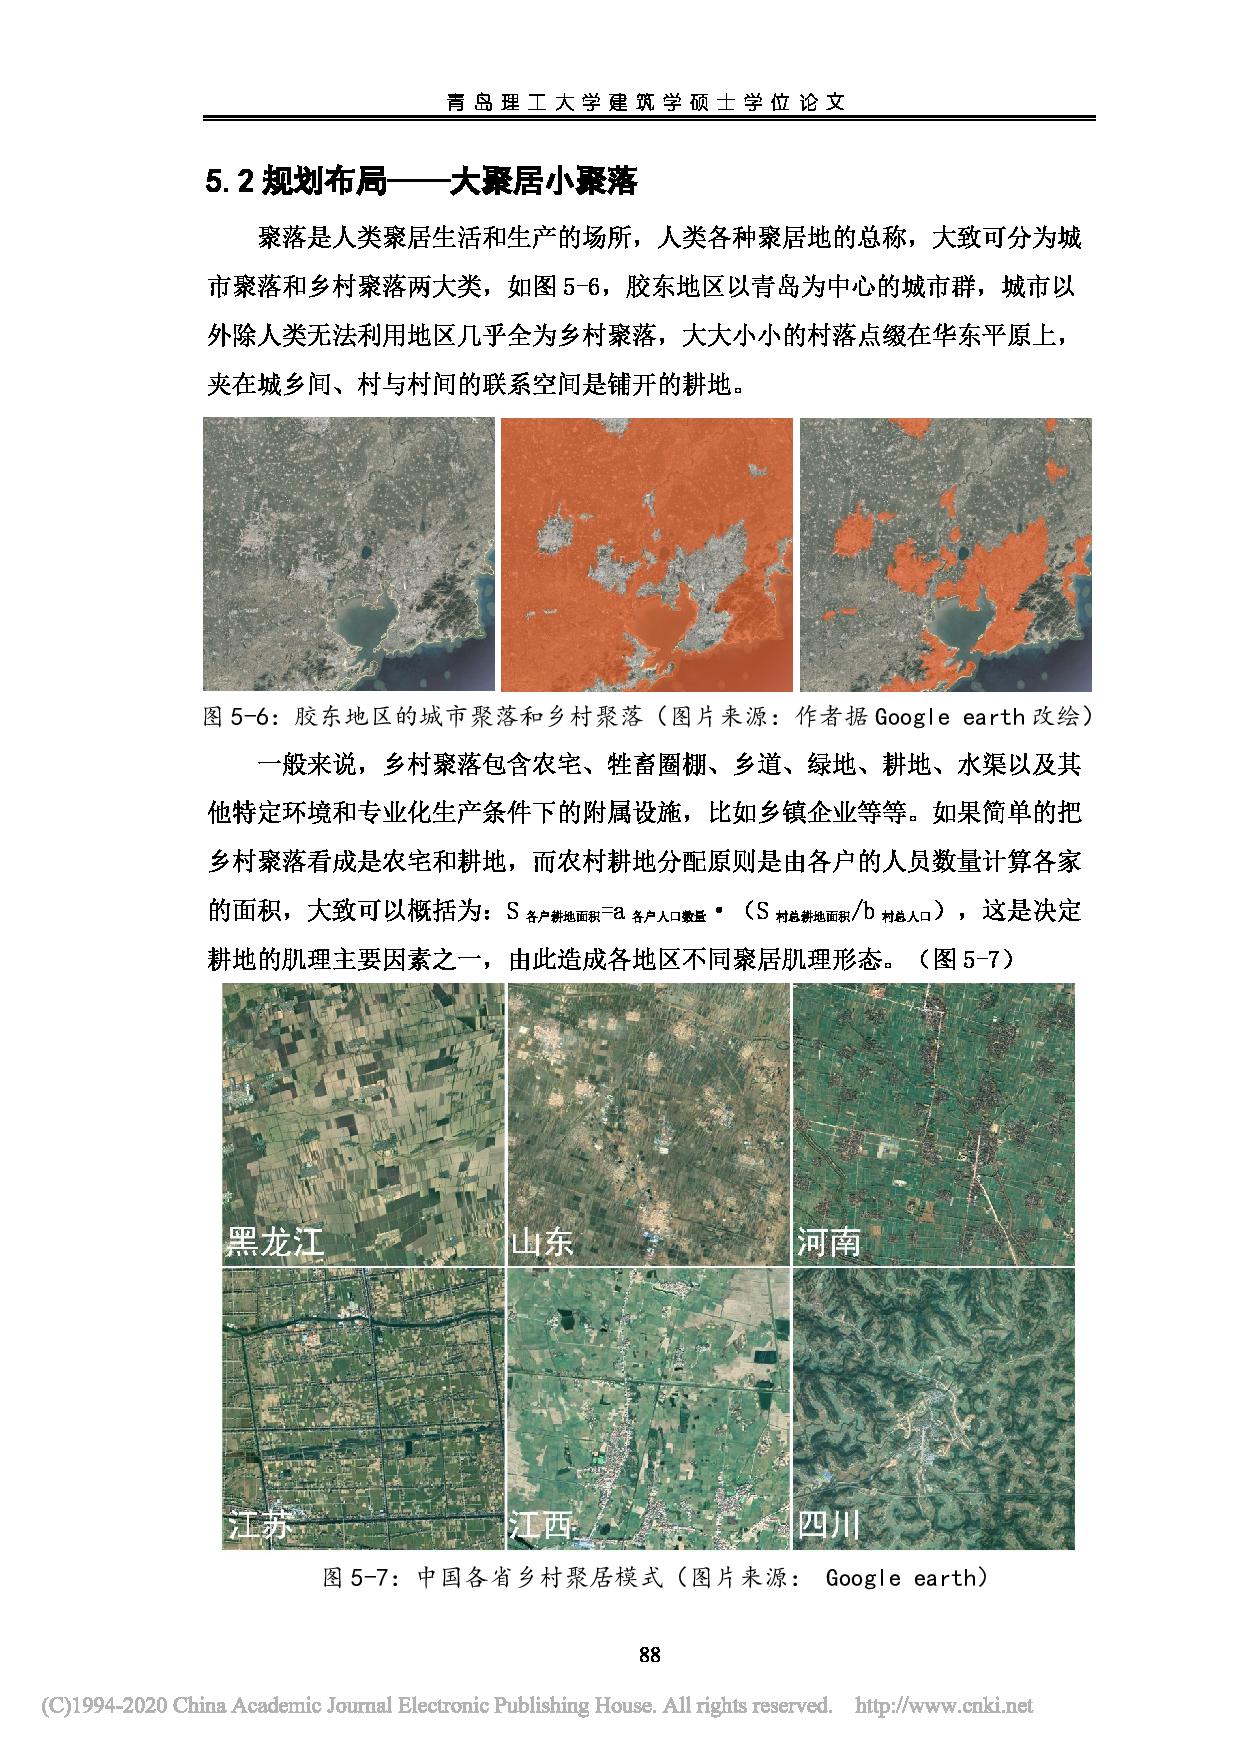 青岛理工大学建筑学硕士学位论文
5.2 规划布局——大聚居小聚落
聚落是人类聚居生活和生产的场所，人类各种聚居地的总称，大致可分为城
市聚落和乡村聚落两大类，如图 5-6，胶东地区以青岛为中心的城市群，城市以
外除人类无法利用地区几乎全为乡村聚落，大大小小的村落点缀在华东平原上，
夹在城乡间、村与村间的联系空间是铺开的耕地。
图 5-6：胶东地区的城市聚落和乡村聚落（图片来源：作者据 Google earth 改绘）
一般来说，乡村聚落包含农宅、牲畜圈棚、乡道、绿地、耕地、水渠以及其
他特定环境和专业化生产条件下的附属设施，比如乡镇企业等等。如果简单的把
乡村聚落看成是农宅和耕地，而农村耕地分配原则是由各户的人员数量计算各家
的面积，大致可以概括为：S 各户耕地面积=a 各户人口数量·（S 村总耕地面积/b 村总人口），这是决定
耕地的肌理主要因素之一，由此造成各地区不同聚居肌理形态。（图 5-7）
黑龙江 山东 河南
江苏 江西 四川
图 5-7：中国各省乡村聚居模式（图片来源： Google earth）
88
(C)1994-2020 China Academic Journal Electronic Publishing House. All rights reserved. http://www.cnki.net